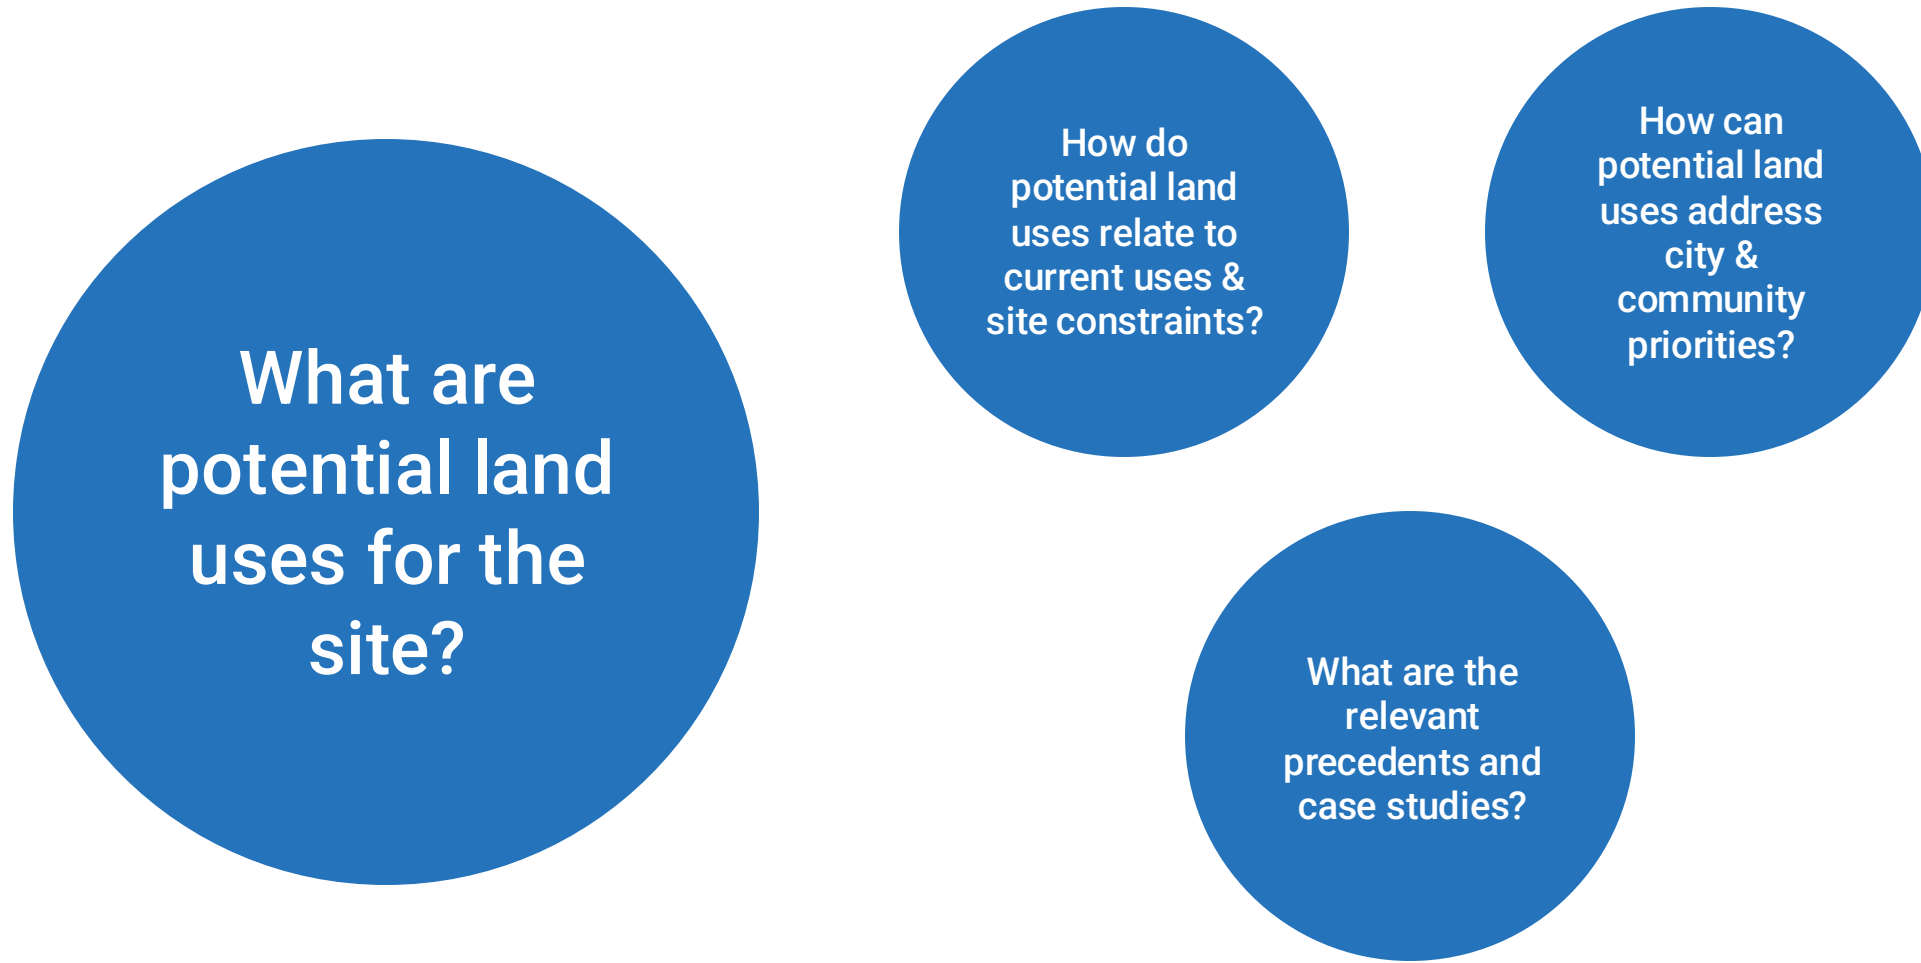 What are
potential land
uses for the
site?
How do
potential land
uses relate to
current uses &
site constraints?
How can
potential land
uses address
city &
community
priorities?
What are the
relevant
precedents and
case studies?